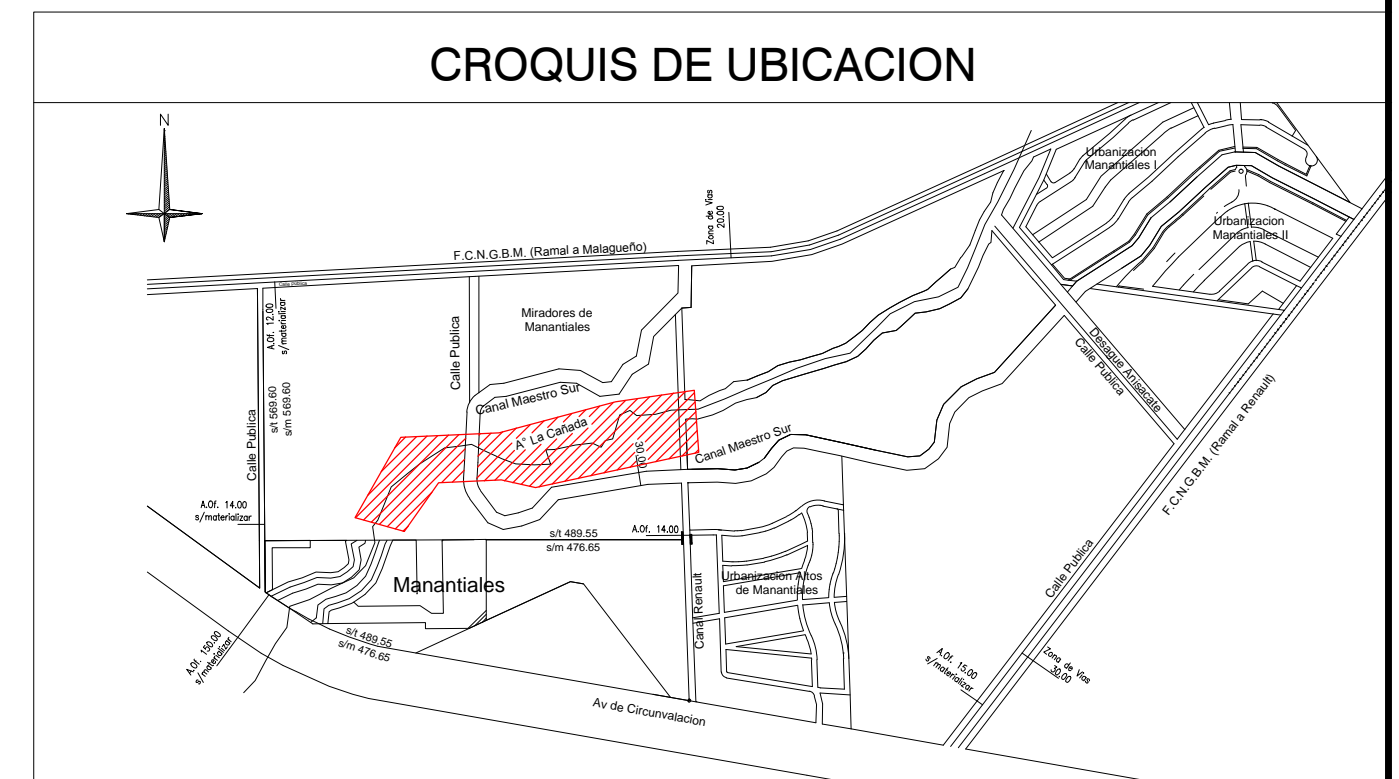 CROQUIS DE UBICACION
N
Urbanización
Manantiales I
Urbanizacion
Manantiales II
Zona de Vias
20.00
F.C.N.G.B.M. (Ramal a Malagueño)
Calle Publica
A.Of. 12.00
s/materializar
Miradores de
Manantiales
Calle Publica
s/t 569.60
s/m 569.60
Calle Publica
Canal Maestro Sur
A° La Cañada
30.00
Canal Maestro Sur
Desague Anisacate
Calle Publica
F.C.N.G.B.M. (Ramal a Renault)
A.Of. 14.00
s/materializar
s/t 489.55
s/m 476.65
A.Of. 14.00
Manantiales
Canal Renault
Urbanización Altos
de Manantiales
Calle Publica
s/t 489.55
s/m 476.65
A.Of. 150.00
s/materializar
A.Of. 15.00
s/materializar
Zona de Vias
30.00
Av de Circunvalacion